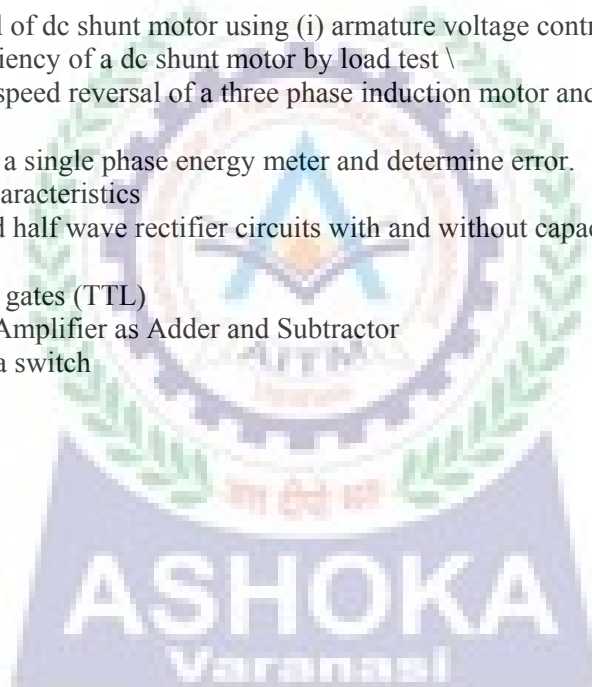 l of dc shunt motor using (i) armature voltage contr
iency of a dc shunt motor by load test \
speed reversal of a three phase induction motor and
a single phase energy meter and determine error.
aracteristics
d half wave rectifier circuits with and without capac
gates (TTL)
Amplifier as Adder and Subtractor
a switch
AITM
ASHOKA
Varanasi